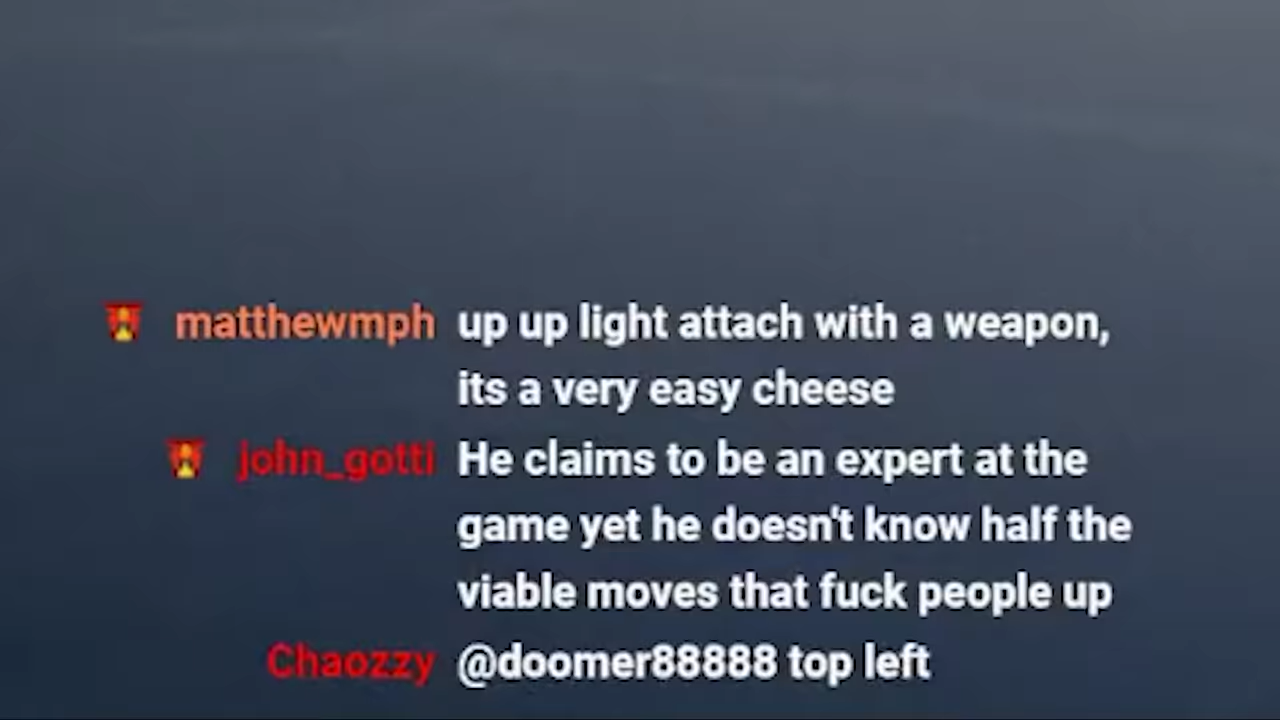 matthewmph up up light attach with a weapon,
its a very easy cheese
john_gotti He claims to be an expert at the
game yet he doesn't know half the
viable moves that fuck people up
Chaozzy @doomer88888 top left